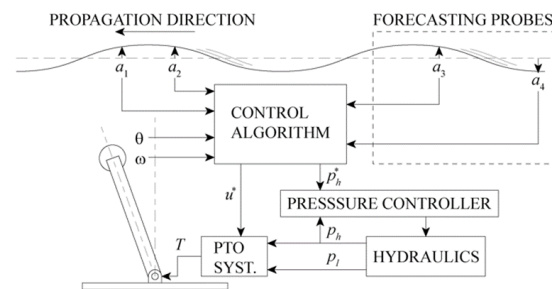 PROPAGATION DIRECTION
FORECASTING PROBES
a1
a2
a3
a4
CONTROL
ALGORITHM
θ
ω
u*
p*h
PRESSSURE CONTROLLER
T
PTO
SYST.
ph
pl
HYDRAULICS